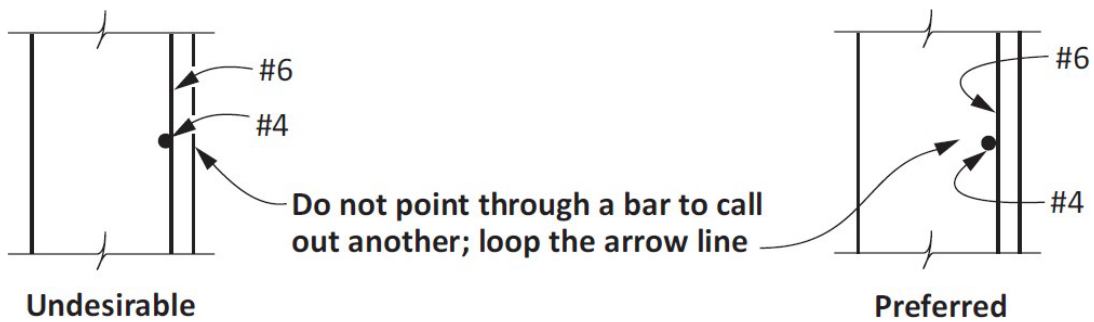 #6
#4
Do not point through a bar to call
out another; loop the arrow line
Undesirable
#6
#4
Preferred